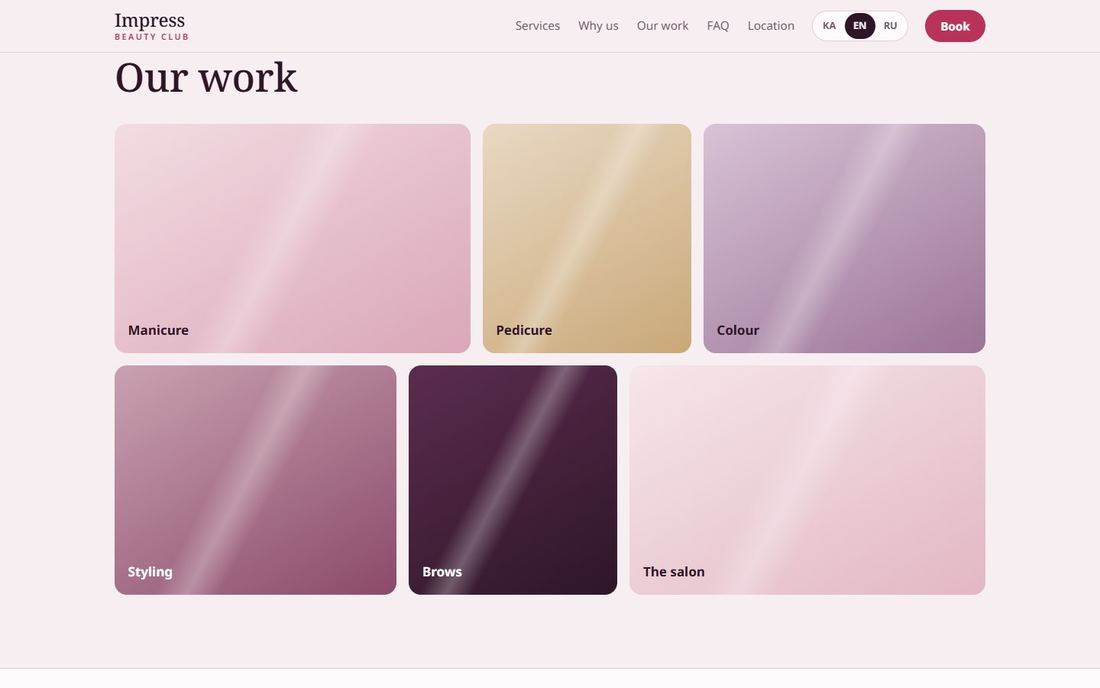 Impress
BEAUTY CLUB
Services Why us Our work FAQ Location KA EN RU Book
Our work
Manicure Pedicure Colour
Styling Brows The salon